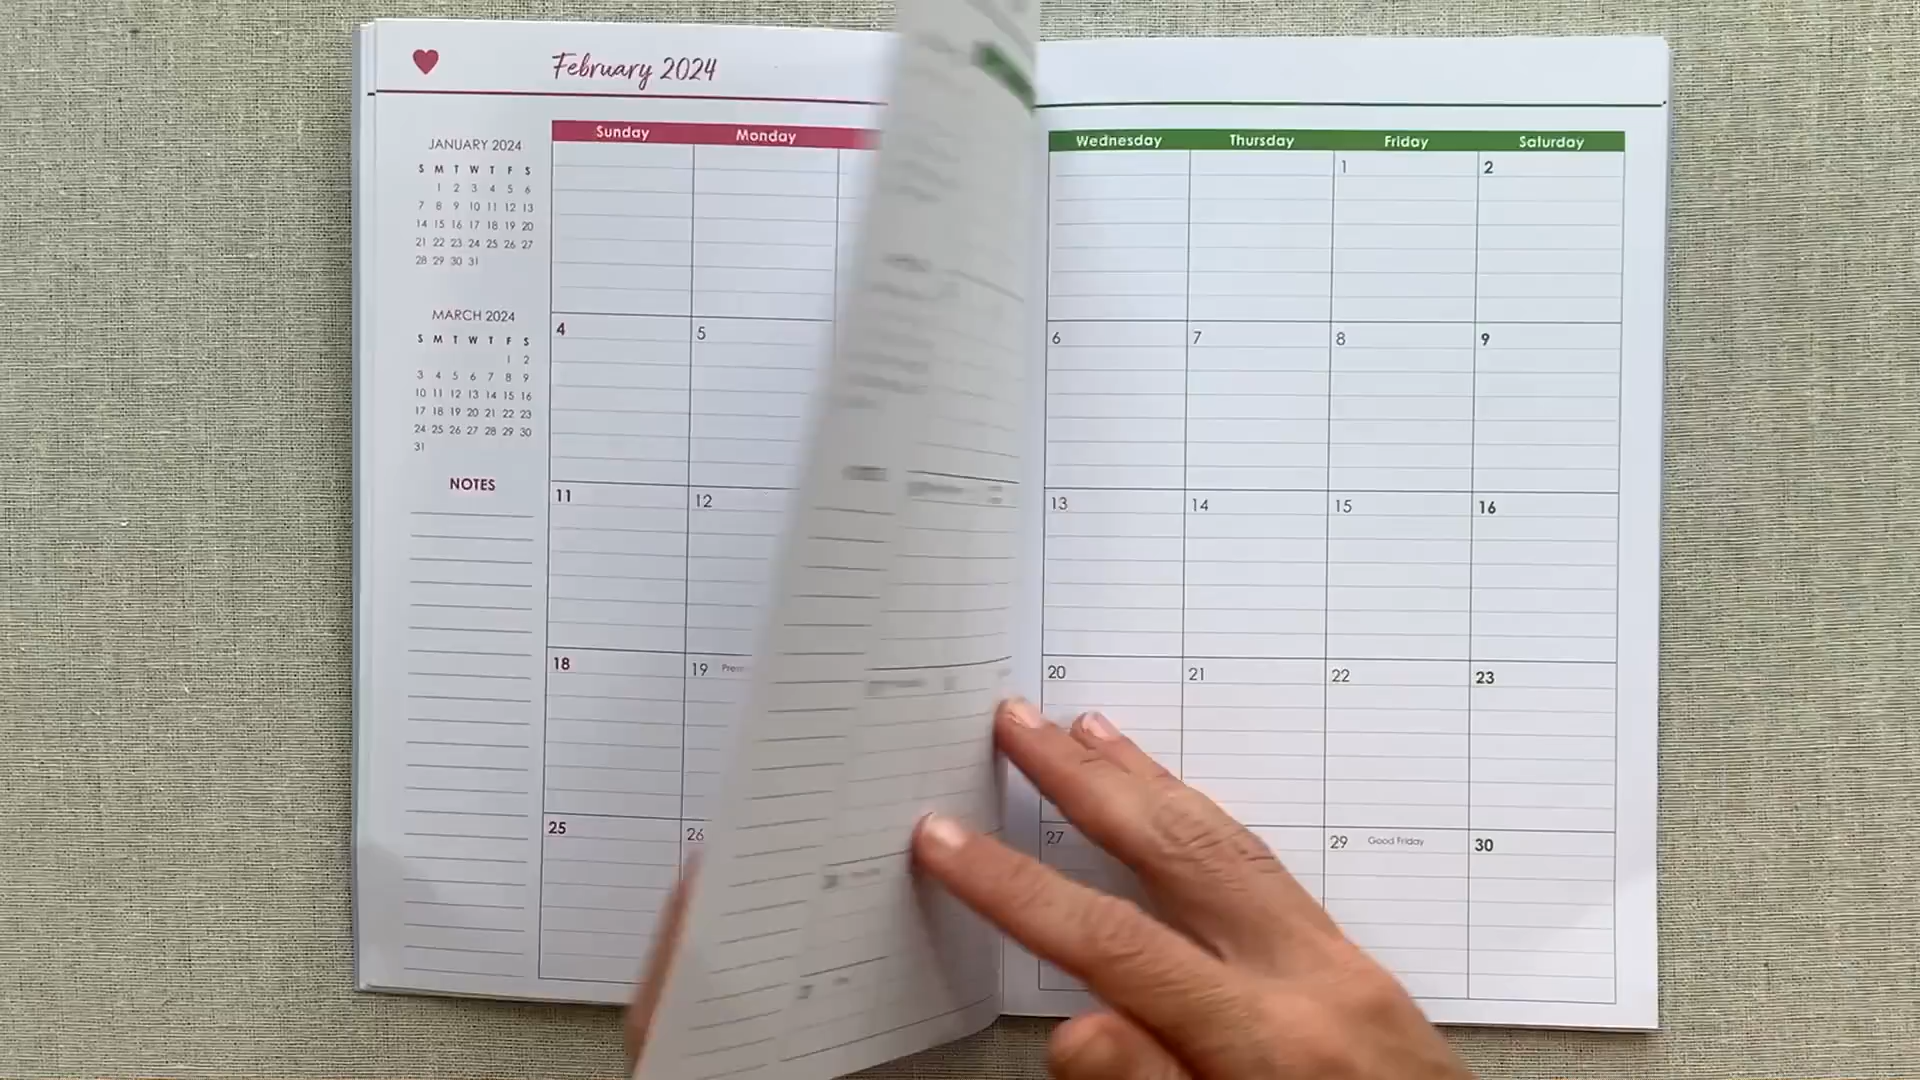 February 2024
JANUARY 2024
S M T W T F S
1 2 3 4 5 6
7 8 9 10 11 12 13
14 15 16 17 18 19 20
21 22 23 24 25 26 27
28 29 30 31
MARCH 2024
S M T W T F S
1 2
3 4 5 6 7 8 9
10 11 12 13 14 15 16
17 18 19 20 21 22 23
24 25 26 27 28 29 30
31
NOTES
Sunday Monday
4 5
11 12
18 19
25 26
Wednesday Thursday Friday Saturday
1 2
6 7 8 9
13 14 15 16
20 21 22 23
27 29 Good Friday 30